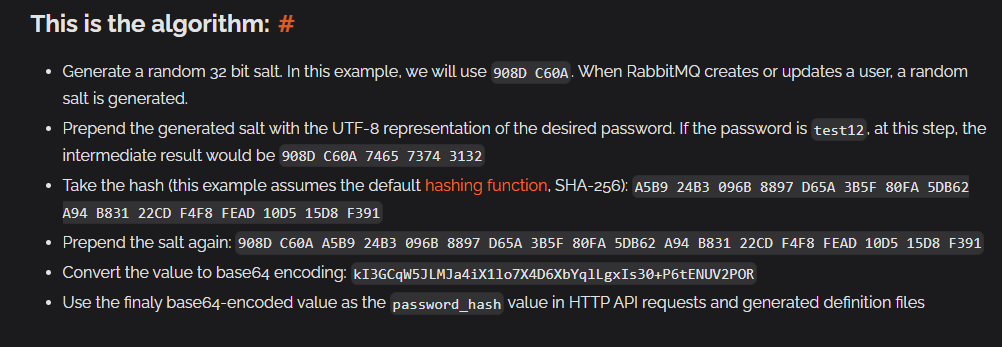 This is the algorithm: #
• Generate a random 32 bit salt. In this example, we will use 908D C60A. When RabbitMQ creates or updates a user, a random
salt is generated.
• Prepend the generated salt with the UTF-8 representation of the desired password. If the password is test12, at this step, the
intermediate result would be 908D C60A 7465 7374 3132
• Take the hash (this example assumes the default hashing function, SHA-256): A5B9 24B3 096B 8897 D65A 3B5F 80FA 5DB62
A94 B831 22CD F4F8 FEAD 10D5 15D8 F391
• Prepend the salt again: 908D C60A A5B9 24B3 096B 8897 D65A 3B5F 80FA 5DB62 A94 B831 22CD F4F8 FEAD 10D5 15D8 F391
• Convert the value to base64 encoding: kI3GCqW5JLMJa4iX1lo7X4D6XbYqlLgxIs30+P6tENUV2POR
• Use the finaly base64-encoded value as the password_hash value in HTTP API requests and generated definition files